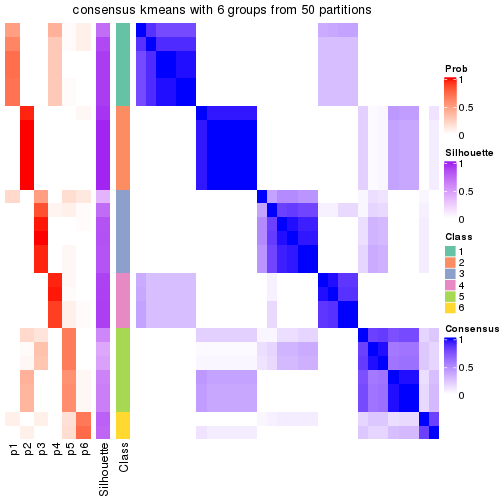 consensus kmeans with 6 groups from 50 partitions
Prob
1
0.5
0
Silhouette
1
0.5
0
Class
1
2
3
4
5
6
Consensus
1
0.5
0
p1
p2
p3
p4
p5
p6
Silhouette
Class